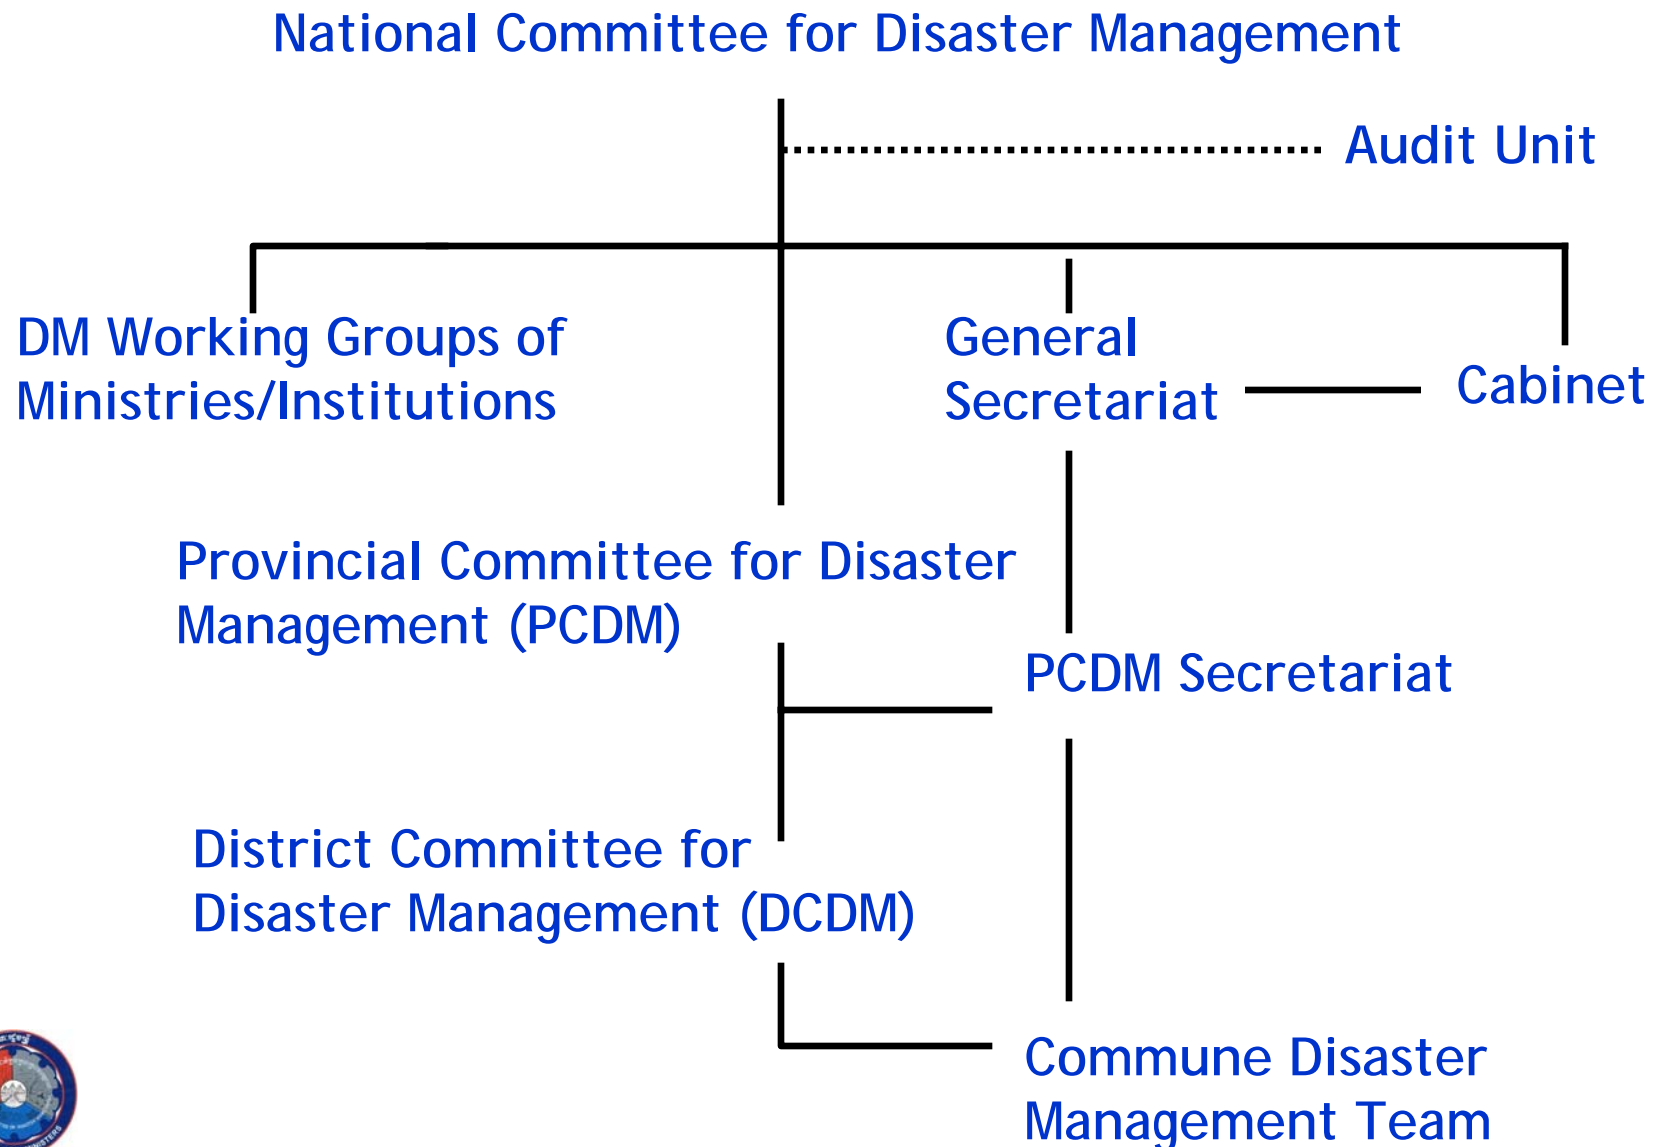 National Committee for Disaster Management
Audit Unit
DM Working Groups of
Ministries/Institutions
General
Secretariat
Cabinet
Provincial Committee for Disaster
Management (PCDM)
PCDM Secretariat
District Committee for
Disaster Management (DCDM)
Commune Disaster
Management Team